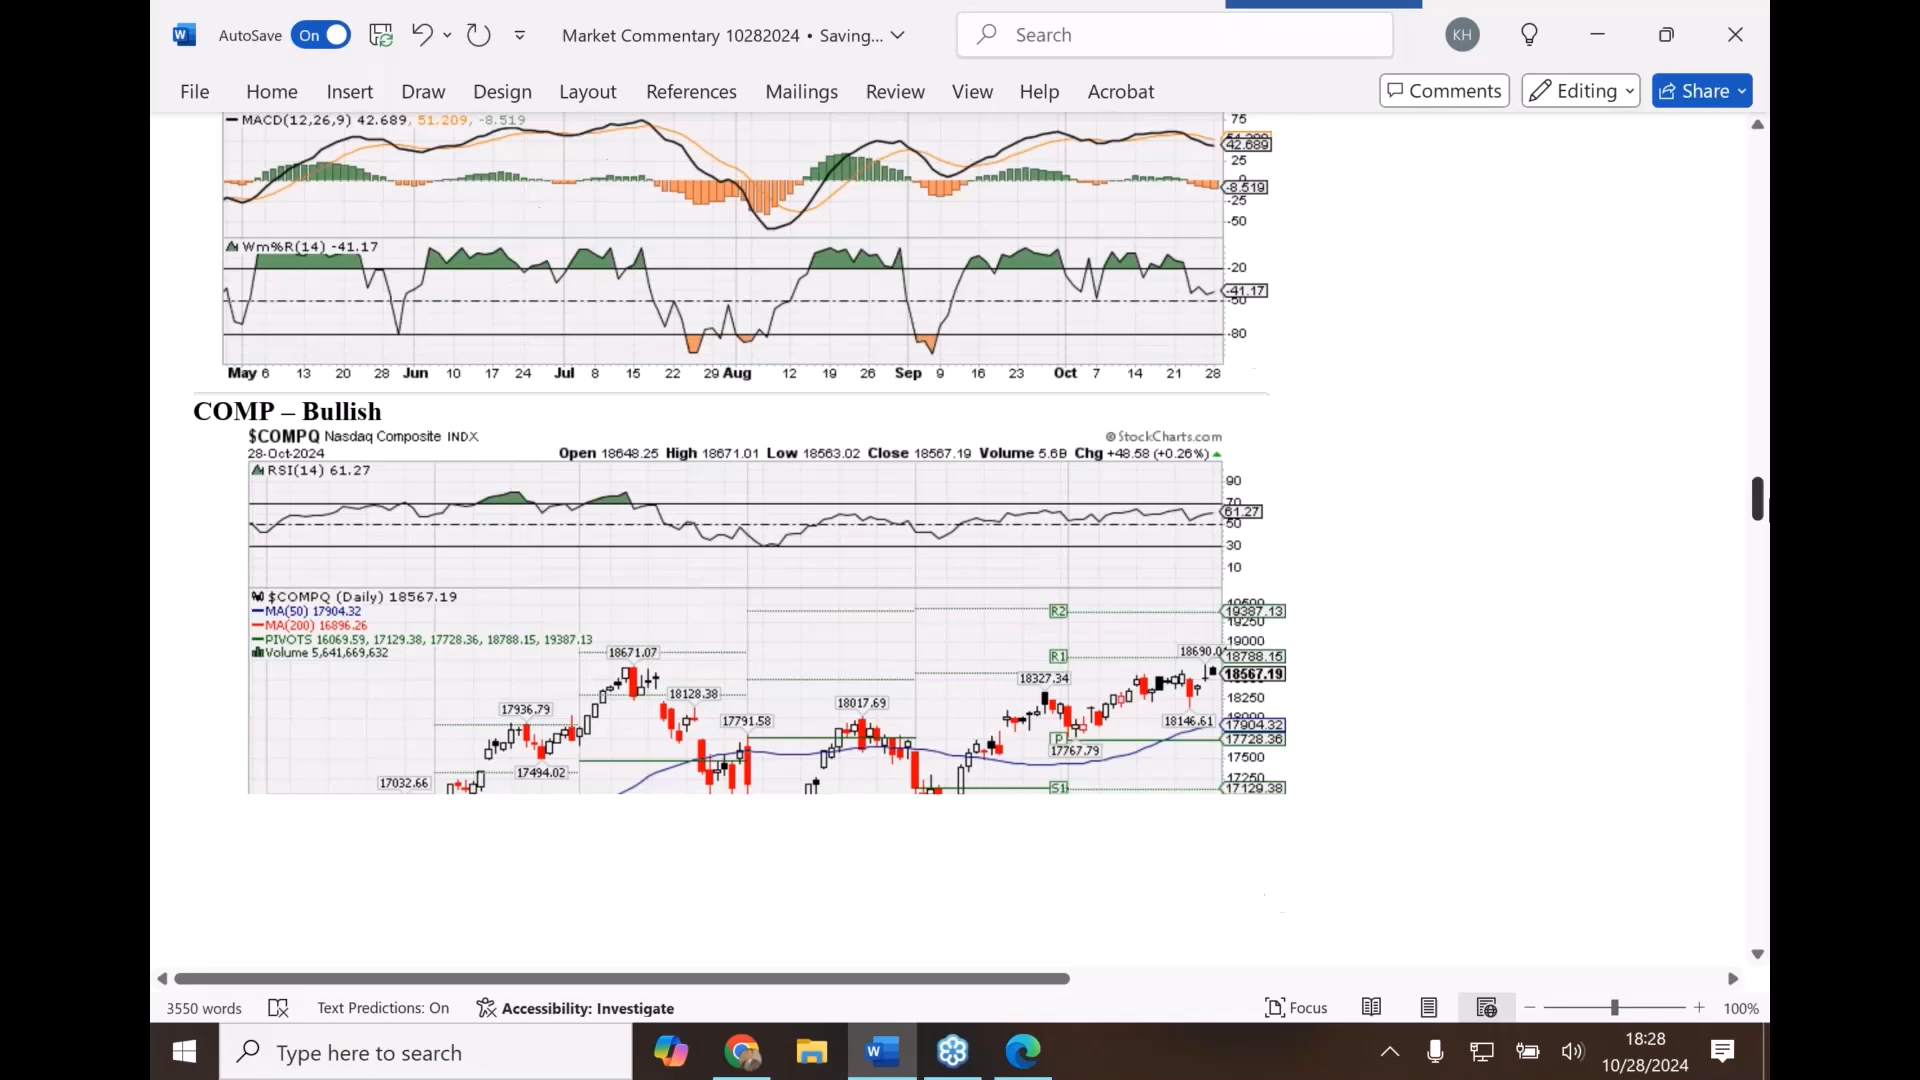 AutoSave On Market Commentary 10282024 • Saving... Search KH
File Home Insert Draw Design Layout References Mailings Review View Help Acrobat Comments Editing Share
MACD(12,26,9) 42.689, 51.209, -8.519
75
42.689
25
-8.519
-25
-50
Wm%R(14) -41.17
-20
-41.17
-50
-80
May 6 13 20 28 Jun 10 17 24 Jul 8 15 22 29 Aug 12 19 26 Sep 9 16 23 Oct 7 14 21 28
COMP – Bullish
$COMPQ Nasdaq Composite INDX © StockCharts.com
28-Oct-2024 Open 18648.25 High 18671.01 Low 18563.02 Close 18567.19 Volume 5.6B Chg +48.58 (+0.26%)
RSI(14) 61.27
90
70
61.27
50
30
10
$COMPQ (Daily) 18567.19
MA(50) 17904.32
MA(200) 16896.26
PIVOTS 16069.59, 17129.38, 17728.36, 18788.15, 19387.13
Volume 5,641,669,632
R2 19387.13
19250
19000
18671.07 R1 18690.04 18788.15
18327.34 18567.19
18128.38 18250
17936.79 18017.69 17791.58 18146.61 18000 17904.32
P 17728.36
17767.79
17500
17494.02 17250
17032.66 S1 17129.38
3550 words Text Predictions: On Accessibility: Investigate Focus 100%
Type here to search 18:28
10/28/2024